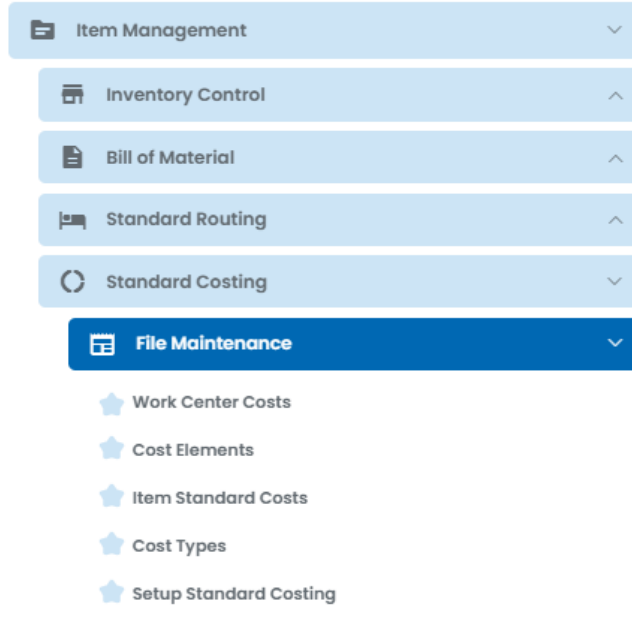 Item Management
Inventory Control
Bill of Material
Standard Routing
Standard Costing
File Maintenance
Work Center Costs
Cost Elements
Item Standard Costs
Cost Types
Setup Standard Costing